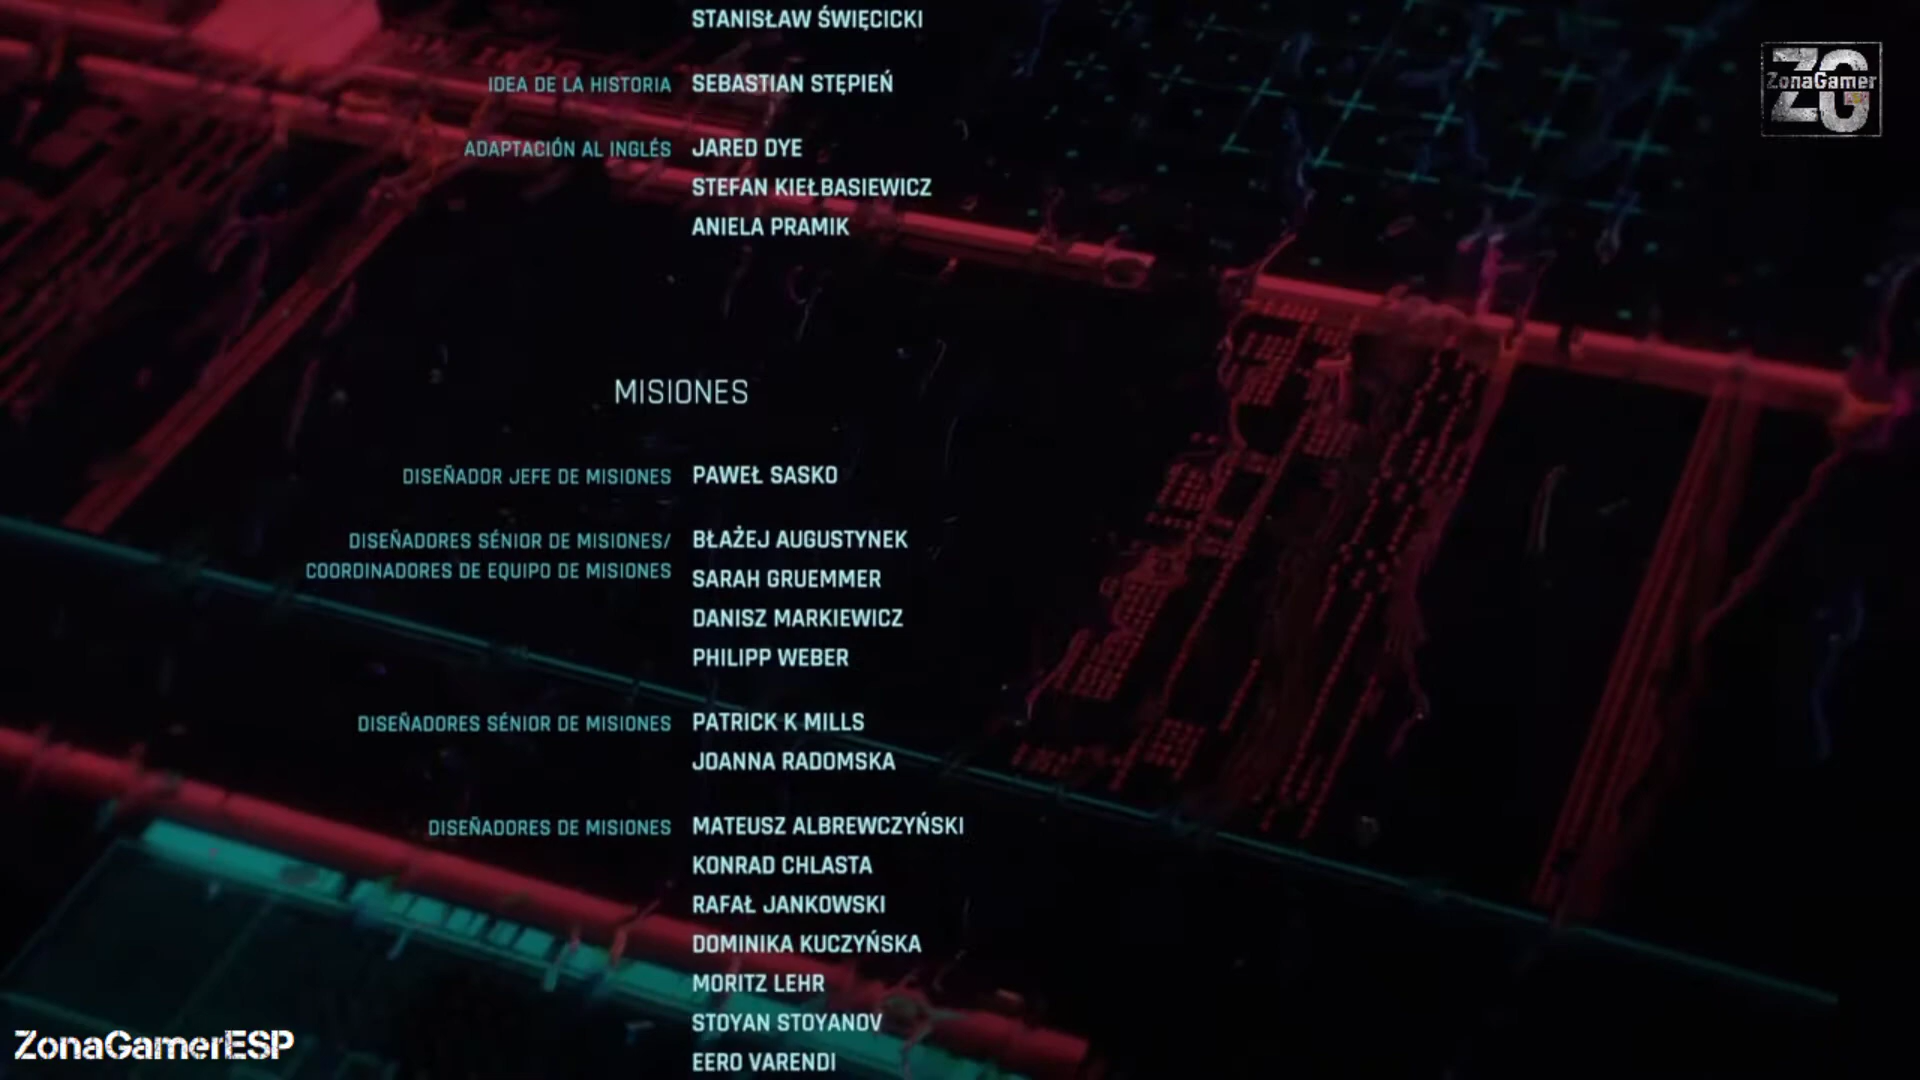 STANISŁAW ŚWIĘCICKI
IDEA DE LA HISTORIA SEBASTIAN STĘPIEŃ
ADAPTACIÓN AL INGLÉS JARED DYE
STEFAN KIEŁBASIEWICZ
ANIELA PRAMIK
ZG
ZonaGamer
MISIONES
DISEÑADOR JEFE DE MISIONES PAWEŁ SASKO
DISEÑADORES SÉNIOR DE MISIONES/ BŁAŻEJ AUGUSTYNEK
COORDINADORES DE EQUIPO DE MISIONES SARAH GRUEMMER
DANISZ MARKIEWICZ
PHILIPP WEBER
DISEÑADORES SÉNIOR DE MISIONES PATRICK K MILLS
JOANNA RADOMSKA
DISEÑADORES DE MISIONES MATEUSZ ALBREWCZYŃSKI
KONRAD CHLASTA
RAFAŁ JANKOWSKI
DOMINIKA KUCZYŃSKA
MORITZ LEHR
STOYAN STOYANOV
EERO VARENDI
ZonaGamerESP